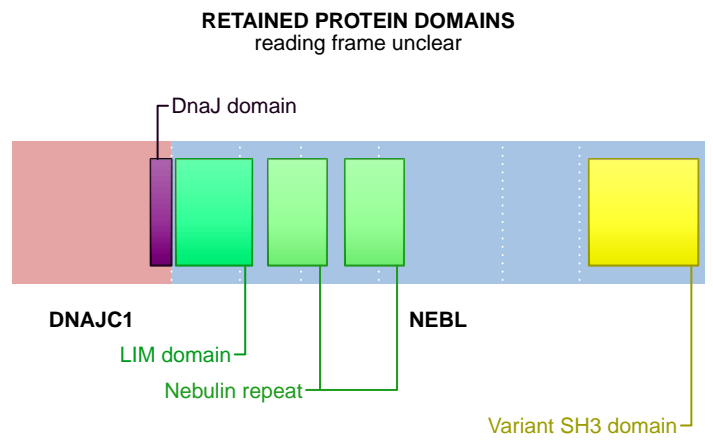 RETAINED PROTEIN DOMAINS
reading frame unclear
DnaJ domain
DNAJC1
NEBL
LIM domain
Nebulin repeat
Variant SH3 domain